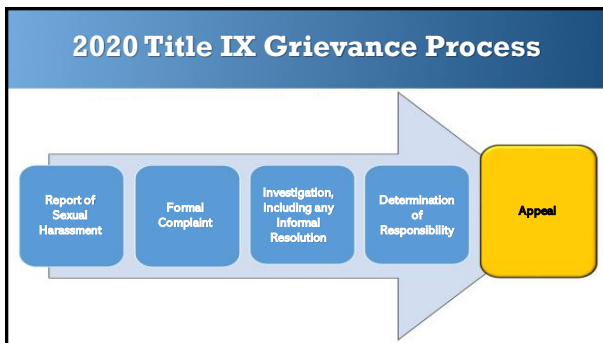 2020 Title IX Grievance Process
Report of
Sexual
Harassment
Formal
Complaint
Investigation,
Including any
Informal
Resolution
Determination
of
Responsibility
Appeal